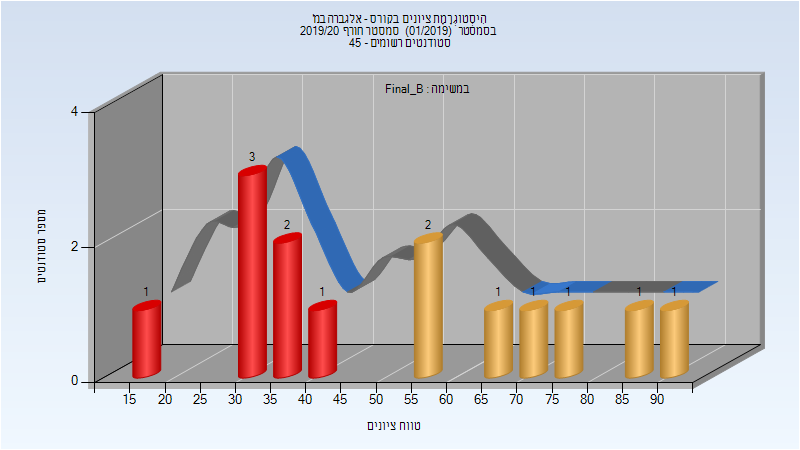 היסטוגרמת ציונים בקורס - אלגברה במ'
בסמסטר (01/2019) סמסטר חורף 2019/20
סטודנטים רשומים - 45
במשימה : Final_B
מספר סטודנטים
4
2
0
1
3
2
1
2
1
1
1
1
1
15 20 25 30 35 40 45 50 55 60 65 70 75 80 85 90
טווח ציונים